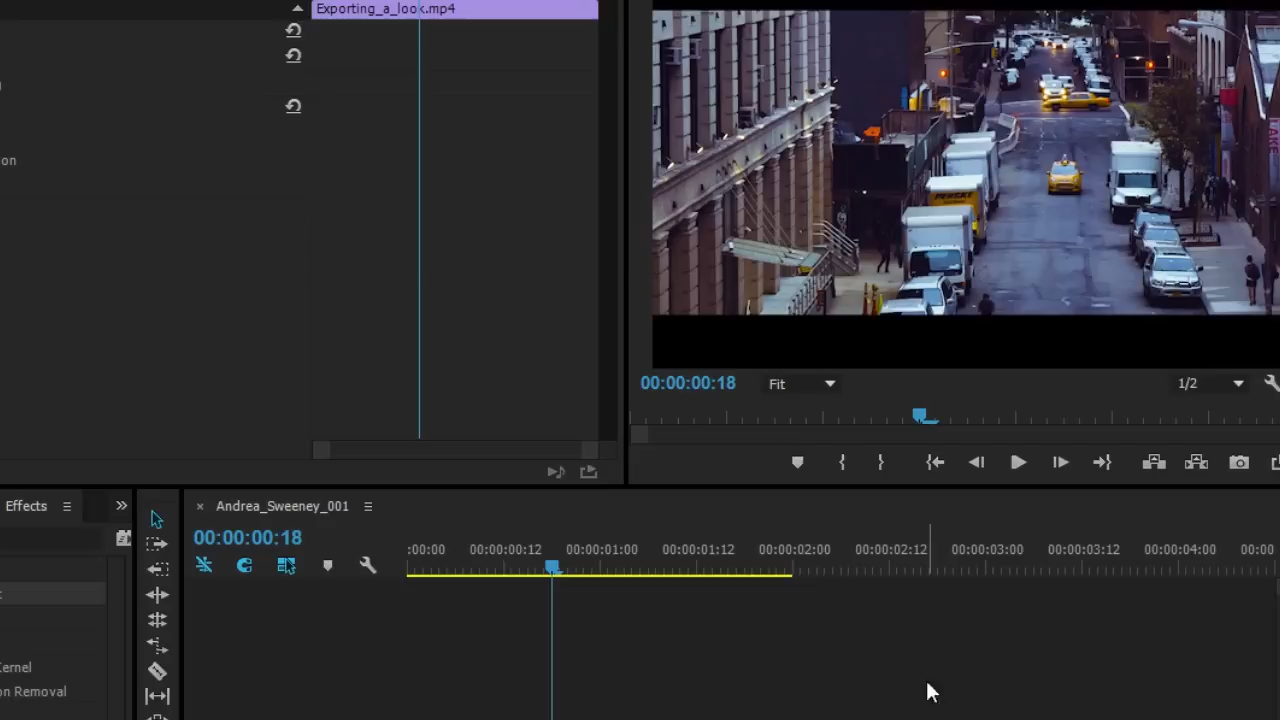 Exporting_a_look.mp4
on
00:00:00:18
Fit
1/2
Effects
Andrea_Sweeney_001
00:00:00:18
:00:00
00:00:00:12
00:00:01:00
00:00:01:12
00:00:02:00
00:00:02:12
00:00:03:00
00:00:03:12
00:00:04:00
00:00
Kernel
on Removal
PENSKE